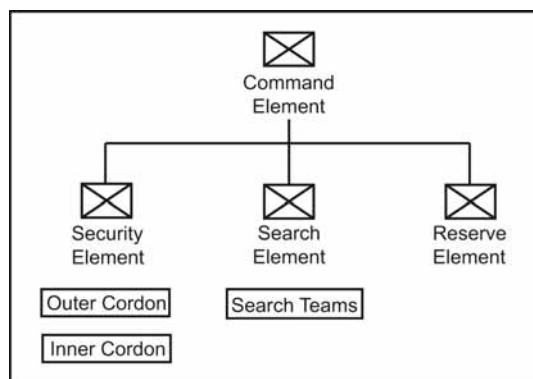 Command
Element
Security
Element
Search
Element
Reserve
Element
Outer Cordon
Search Teams
Inner Cordon